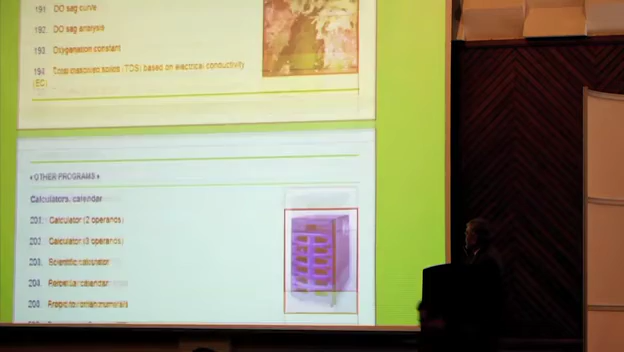 191. DO sag curve
192. DO sag analysis
193. Oxygenation constant
194. Total dissolved solids (TDS) based on electrical conductivity
(EC)
OTHER PROGRAMS
Calculators, calendar
201. Calculator (2 operands)
202. Calculator (3 operands)
203. Scientific calculator
204. Perpetual calendar
205. Arabic to roman numerals